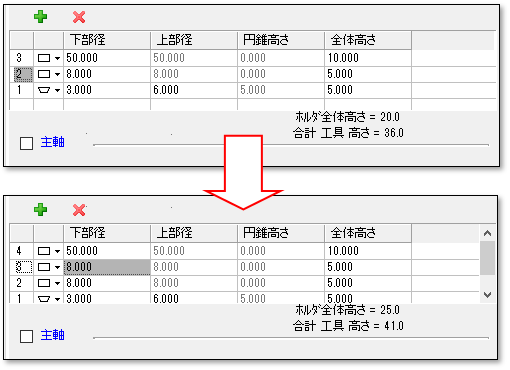 下部径 上部径 円錐高さ 全体高さ
3 50.000 50.000 0.000 10.000
2 8.000 8.000 0.000 5.000
1 3.000 6.000 5.000 5.000
ホルダ全体高さ = 20.0
合計 工具 高さ = 36.0
主軸
下部径 上部径 円錐高さ 全体高さ
4 50.000 50.000 0.000 10.000
3 8.000 8.000 0.000 5.000
2 8.000 8.000 0.000 5.000
1 3.000 6.000 5.000 5.000
ホルダ全体高さ = 25.0
合計 工具 高さ = 41.0
主軸